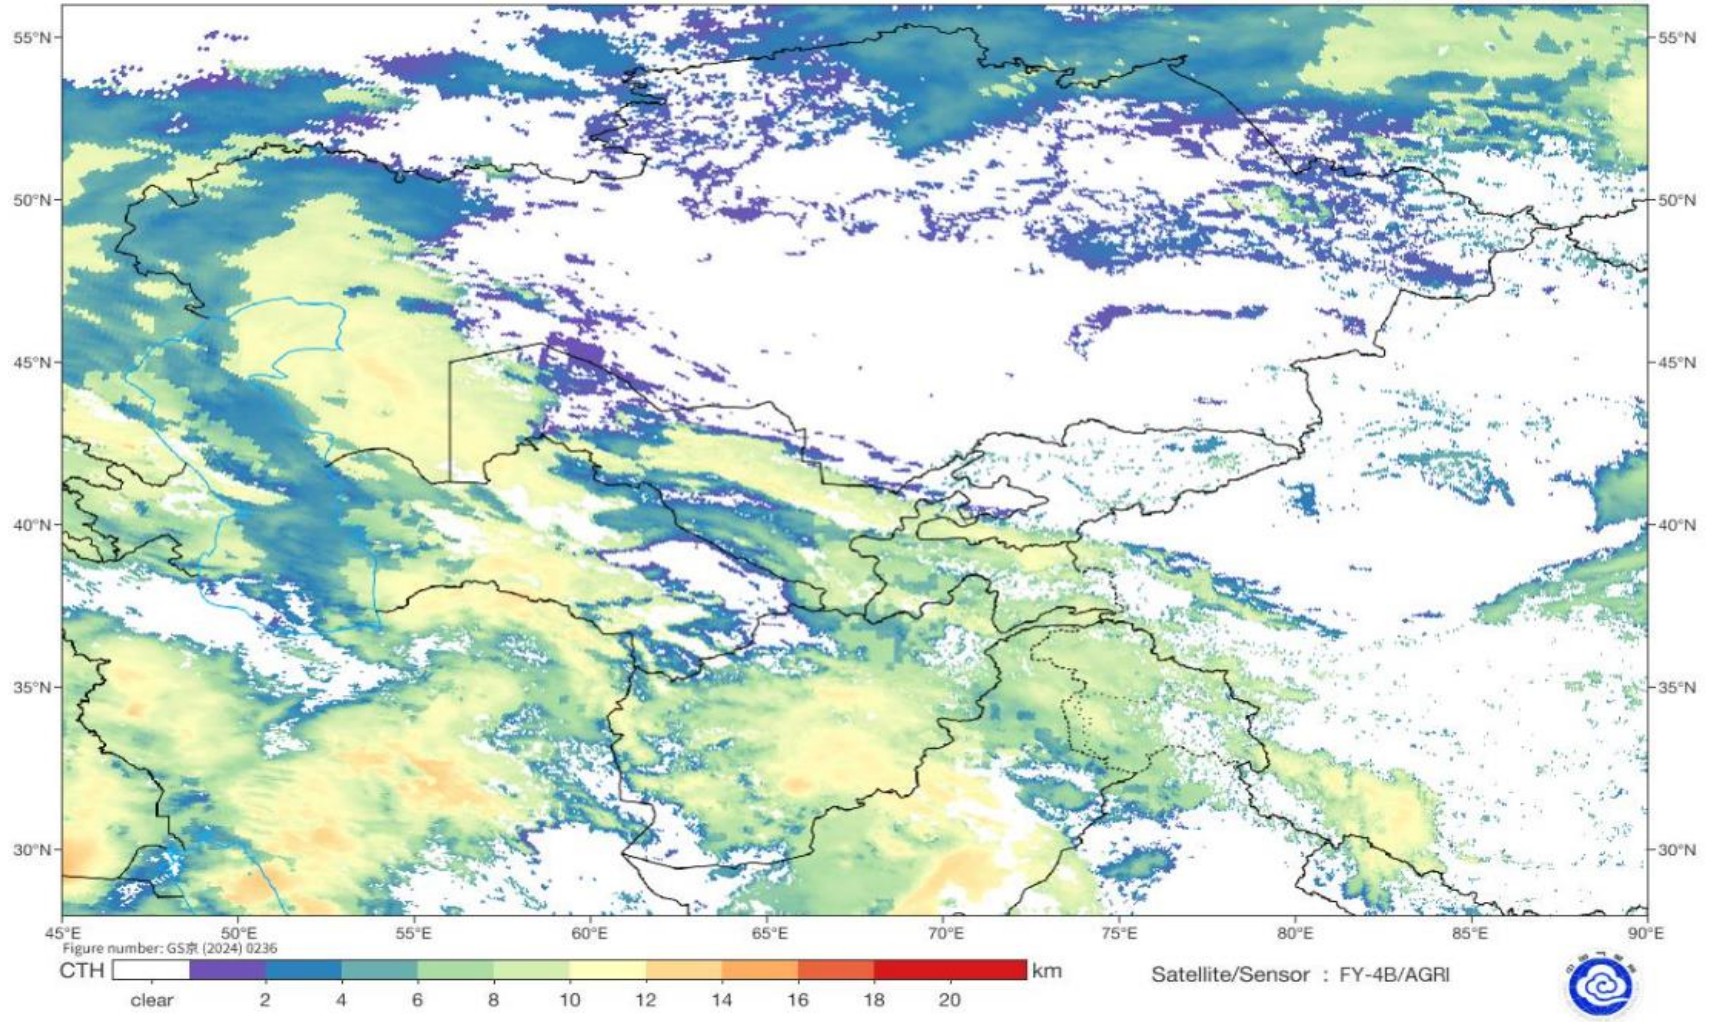 55°N 55°N
50°N 50°N
45°N 45°N
40°N 40°N
35°N 35°N
30°N 30°N
45°E 50°E 55°E 60°E 65°E 70°E 75°E 80°E 85°E 90°E
Figure number: GS京 (2024) 0236
CTH km
Satellite/Sensor : FY-4B/AGRI
clear 2 4 6 8 10 12 14 16 18 20